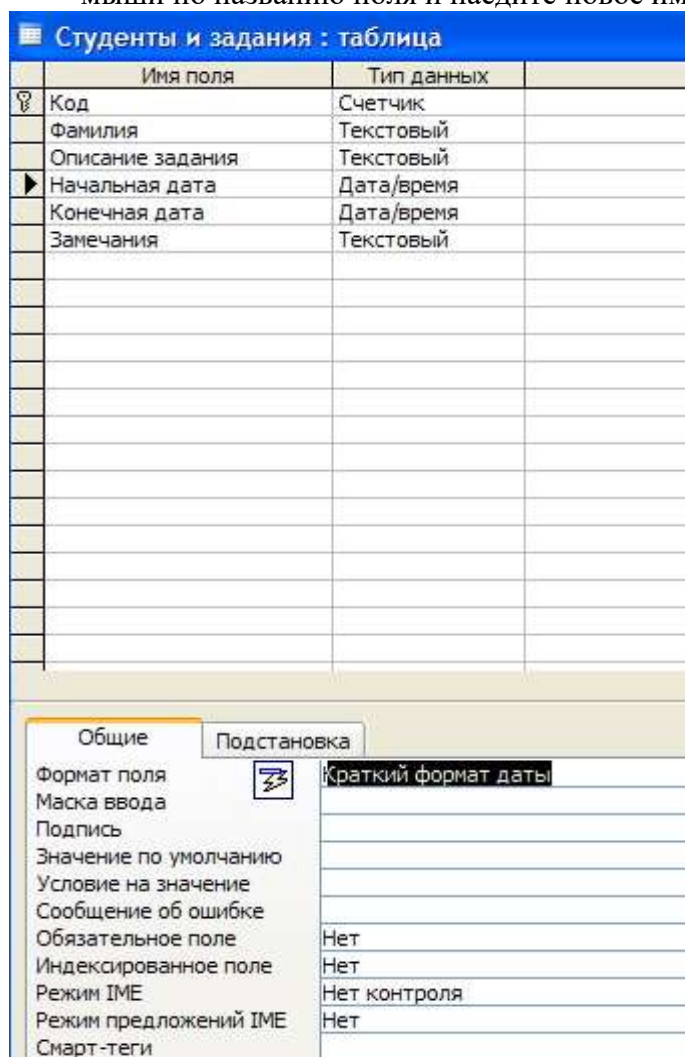 Студенты и задания : таблица
Имя поля Тип данных
Код Счетчик
Фамилия Текстовый
Описание задания Текстовый
Начальная дата Дата/время
Конечная дата Дата/время
Замечания Текстовый
Общие Подстановка
Формат поля Краткий формат даты
Маска ввода
Подпись
Значение по умолчанию
Условие на значение
Сообщение об ошибке
Обязательное поле Нет
Индексированное поле Нет
Режим IME Нет контроля
Режим предложений IME Нет
Смарт-теги